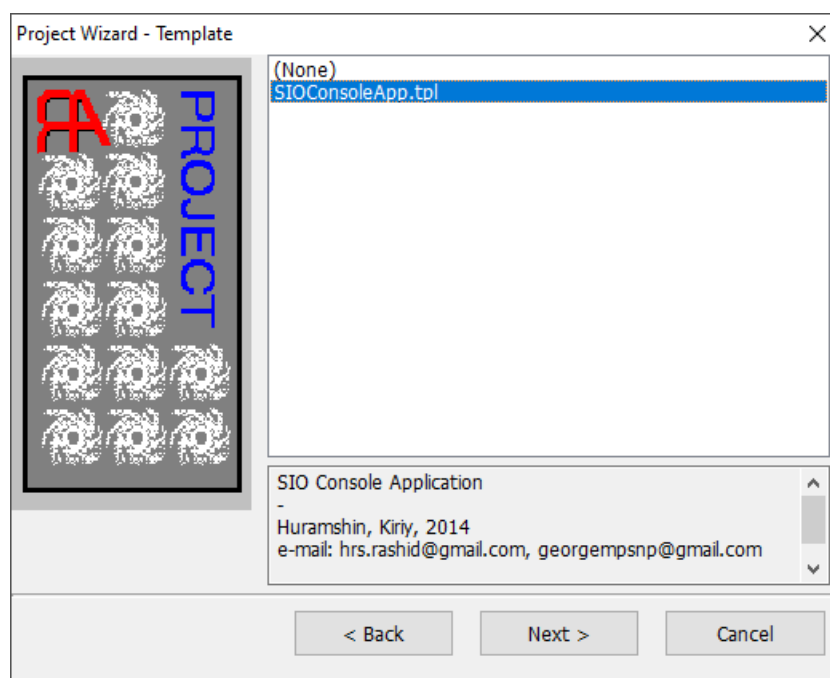 Project Wizard - Template
PROJECT
(None)
SIOConsoleApp.tpl
SIO Console Application
-
Huramshin, Kiriy, 2014
e-mail: hrs.rashid@gmail.com, georgempsnp@gmail.com
< Back
Next >
Cancel